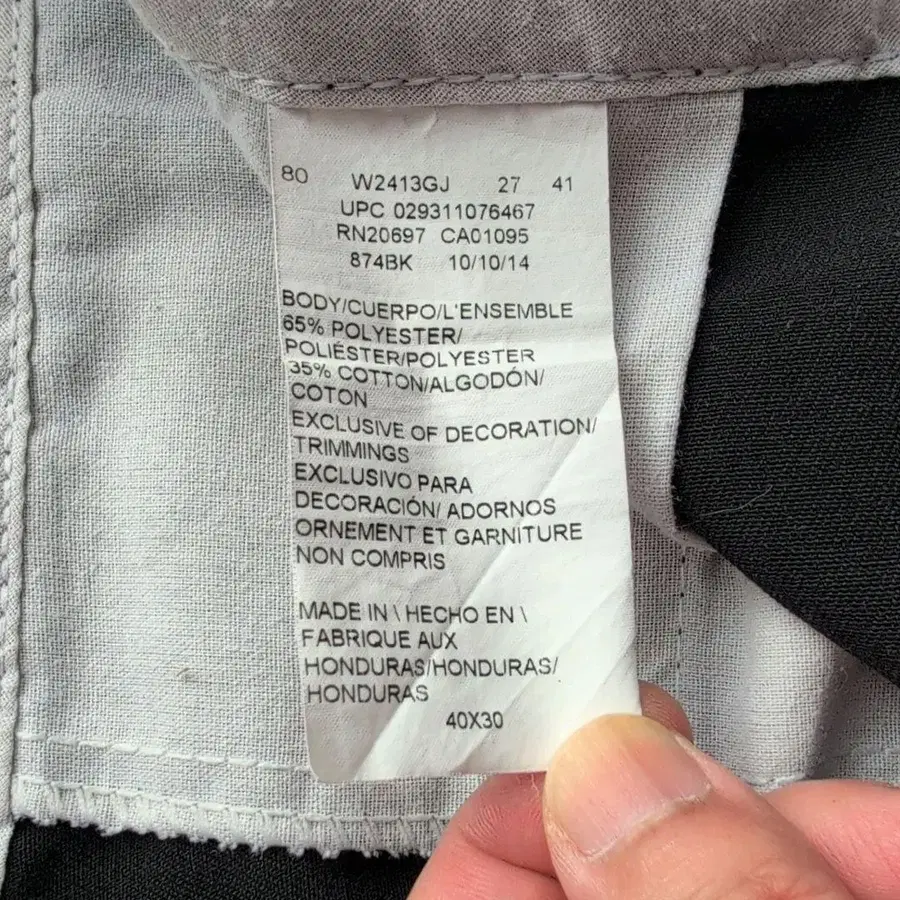 80 W2413GJ 27 41
UPC 029311076467
RN20697 CA01095
874BK 10/10/14
BODY/CUERPO/L'ENSEMBLE
65% POLYESTER/
POLIÉSTER/POLYESTER
35% COTTON/ALGODÓN/
COTON
EXCLUSIVE OF DECORATION/
TRIMMINGS
EXCLUSIVO PARA
DECORACIÓN/ ADORNOS
ORNEMENT ET GARNITURE
NON COMPRIS
MADE IN \ HECHO EN \
FABRIQUE AUX
HONDURAS/HONDURAS/
HONDURAS
40X30